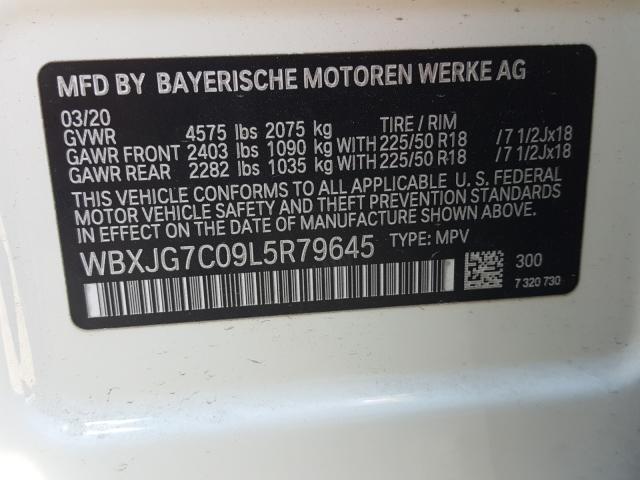 MFD BY BAYERISCHE MOTOREN WERKE AG
03/20
GVWR 4575 lbs 2075 kg TIRE / RIM
GAWR FRONT 2403 lbs 1090 kg WITH 225/50 R18 /7 1/2Jx18
GAWR REAR 2282 lbs 1035 kg WITH 225/50 R18 /7 1/2Jx18
THIS VEHICLE CONFORMS TO ALL APPLICABLE U. S. FEDERAL
MOTOR VEHICLE SAFETY AND THEFT PREVENTION STANDARDS
IN EFFECT ON THE DATE OF MANUFACTURE SHOWN ABOVE.
WBXJG7C09L5R79645 TYPE: MPV
300
7 320 730